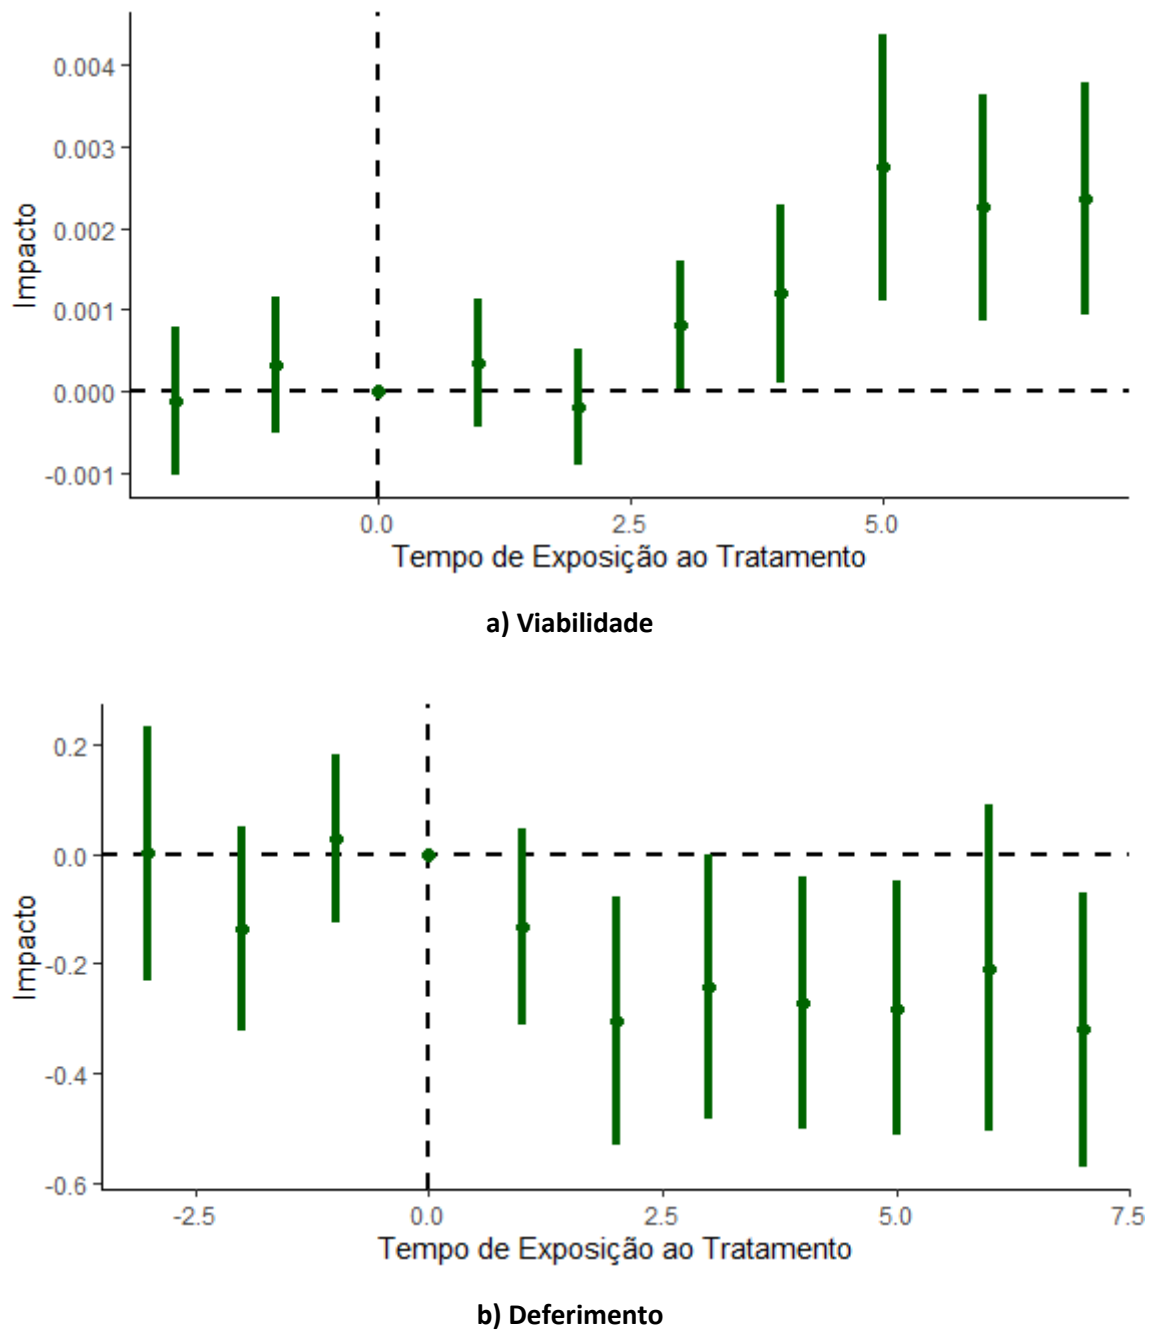 Impacto
0.004
0.003
0.002
0.001
0.000
-0.001
0.0 2.5 5.0
Tempo de Exposição ao Tratamento
a) Viabilidade
Impacto
0.2
0.0
-0.2
-0.4
-0.6
-2.5 0.0 2.5 5.0 7.5
Tempo de Exposição ao Tratamento
b) Deferimento